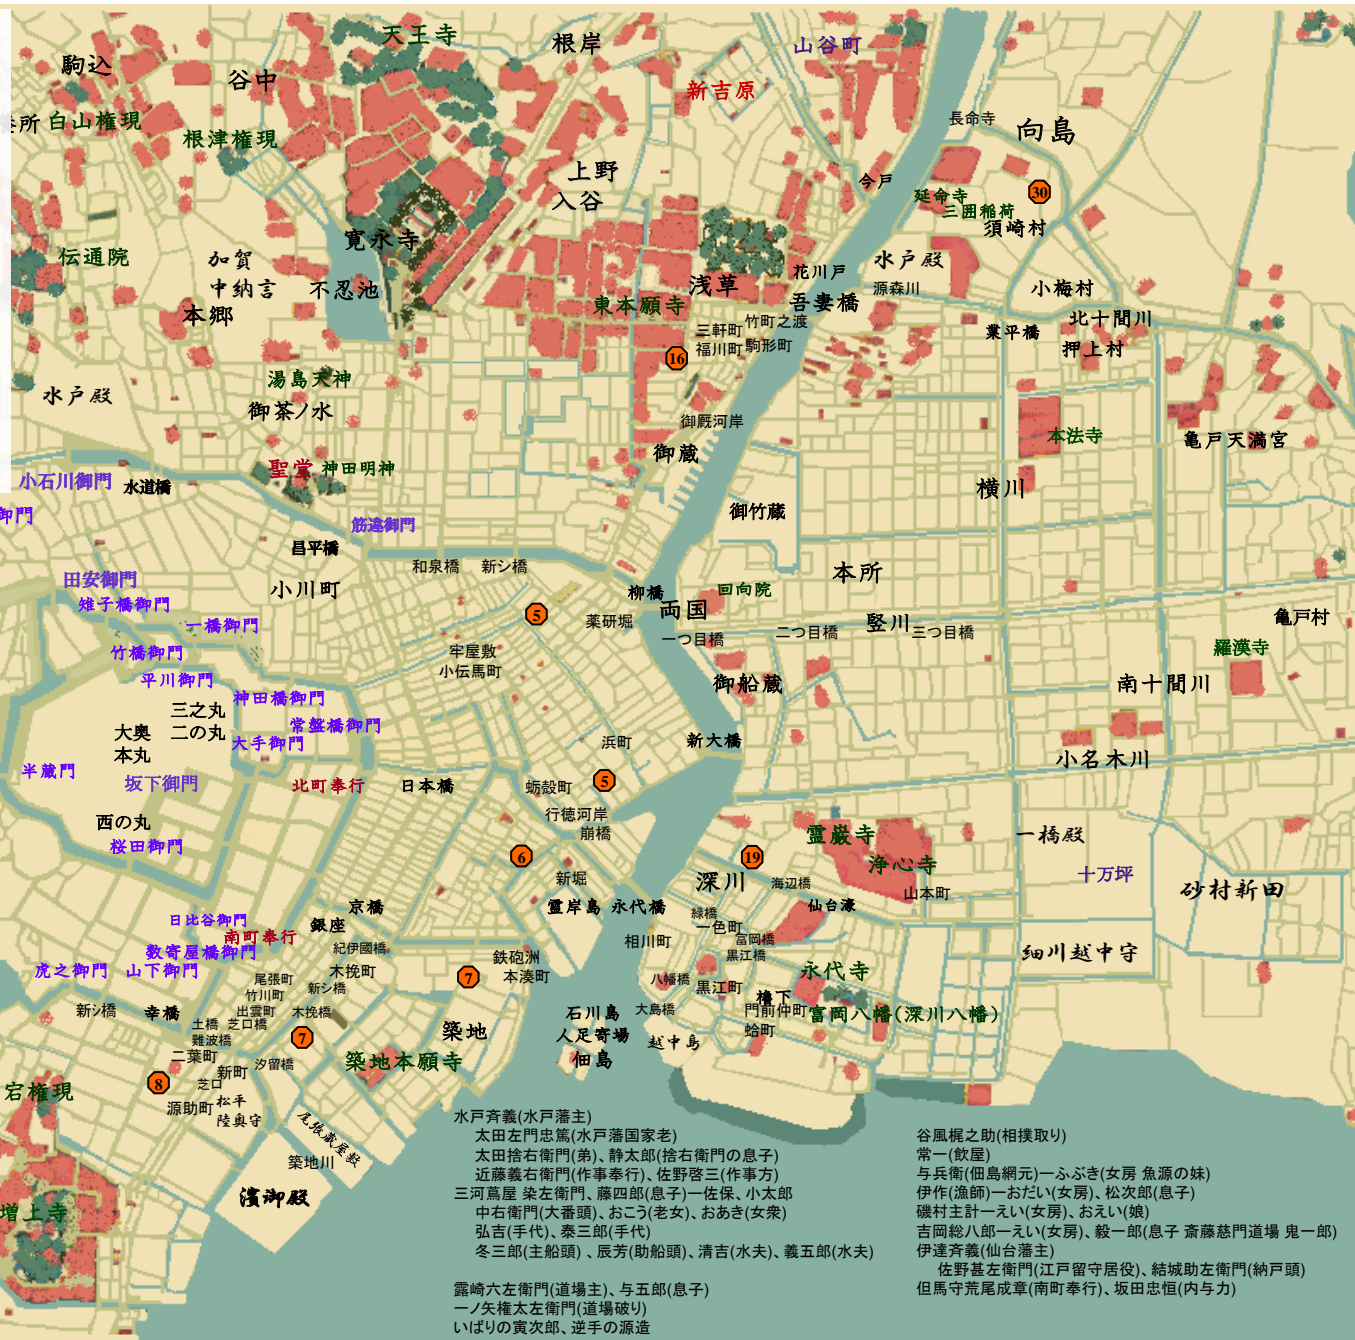 天王寺
根岸
山谷町
駒込
谷中
新吉原
所
白山権現
根津権現
長命寺
向島
上野
入谷
今戸
延命寺
30
三囲稲荷
須崎村
寛永寺
伝通院
加賀
中納言
不忍池
本郷
浅草
東本願寺
花川戸
吾妻橋
水戸殿
源森川
小梅村
竹町之渡
三軒町
福川町
駒形町
16
業平橋
北十間川
押上村
湯島天神
水戸殿
御茶ノ水
御厩河岸
御蔵
本法寺
亀戸天満宮
聖堂
神田明神
小石川御門
水道橋
御門
横川
御竹蔵
筋違御門
昌平橋
和泉橋
新シ橋
小川町
本所
田安御門
雉子橋御門
一橋御門
竹橋御門
平川御門
柳橋
両国
回向院
5
薬研堀
一つ目橋
二つ目橋
竪川
三つ目橋
亀戸村
羅漢寺
牢屋敷
小伝馬町
御船蔵
南十間川
神田橋御門
三之丸
二の丸
大奥
本丸
常盤橋御門
大手御門
浜町
新大橋
小名木川
半蔵門
坂下御門
北町奉行
日本橋
蛎殻町
5
行徳河岸
崩橋
西の丸
桜田御門
6
霊巌寺
浄心寺
一橋殿
19
新堀
深川
海辺橋
山本町
十万坪
砂村新田
霊岸島
永代橋
仙台濠
京橋
銀座
日比谷御門
南町奉行
数寄屋橋御門
虎之御門
山下御門
紀伊國橋
緑橋
一色町
富岡橋
黒江橋
相川町
細川越中守
鉄砲洲
本湊町
7
木挽町
尾張町
竹川町
新シ橋
出雲町
木挽橋
永代寺
八幡橋
黒江町
櫓下
門前仲町
富岡八幡(深川八幡)
蛤町
大島橋
越中島
新シ橋
幸橋
土橋
芝口橋
難波橋
7
築地
石川島
人足寄場
佃島
二葉町
汐留橋
築地本願寺
8
新町
芝口
源助町
松平
陸奥守
宕権現
尾張蔵屋敷
築地川
濱御殿
増上寺
水戸斉義(水戸藩主)
太田左門忠篤(水戸藩国家老)
太田捨右衛門(弟)、静太郎(捨右衛門の息子)
近藤義右衛門(作事奉行)、佐野啓三(作事方)
三河蔦屋 染左衛門、藤四郎(息子)ー佐保、小太郎
中右衛門(大番頭)、おこう(老女)、おあき(女衆)
弘吉(手代)、泰三郎(手代)
冬三郎(主船頭) 、辰芳(助船頭)、清吉(水夫)、義五郎(水夫)
露崎六左衛門(道場主)、与五郎(息子)
一ノ矢権太左衛門(道場破り)
いばりの寅次郎、逆手の源造
谷風梶之助(相撲取り)
常一(飲屋)
与兵衛(佃島網元)ーふぶき(女房 魚源の妹)
伊作(漁師)ーおだい(女房)、松次郎(息子)
磯村主計ーえい(女房)、おえい(娘)
吉岡総八郎ーえい(女房)、毅一郎(息子 斎藤慈門道場 鬼一郎)
伊達斉義(仙台藩主)
佐野甚左衛門(江戸留守居役)、結城助左衛門(納戸頭)
但馬守荒尾成章(南町奉行)、坂田忠恒(内与力)